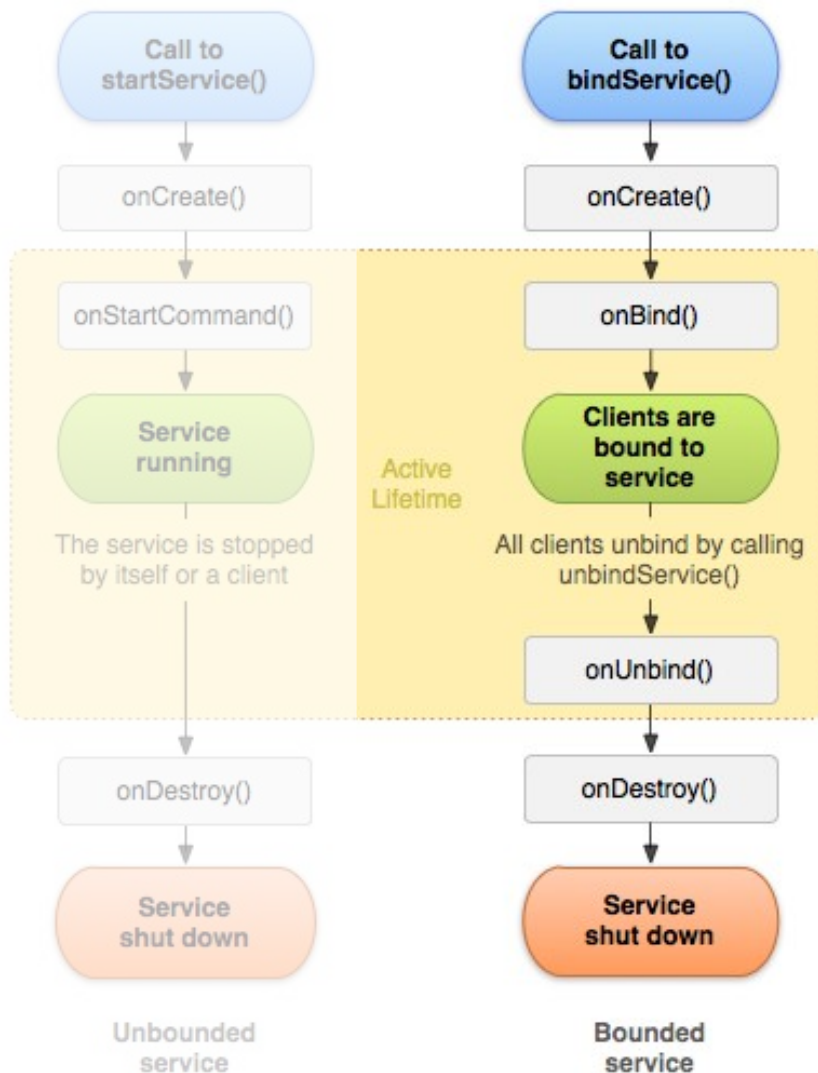 Call to
startService()
onCreate()
onStartCommand()
Service
running
The service is stopped
by itself or a client
onDestroy()
Service
shut down
Unbounded
service
Active
Lifetime
Call to
bindService()
onCreate()
onBind()
Clients are
bound to
service
All clients unbind by calling
unbindService()
onUnbind()
onDestroy()
Service
shut down
Bounded
service